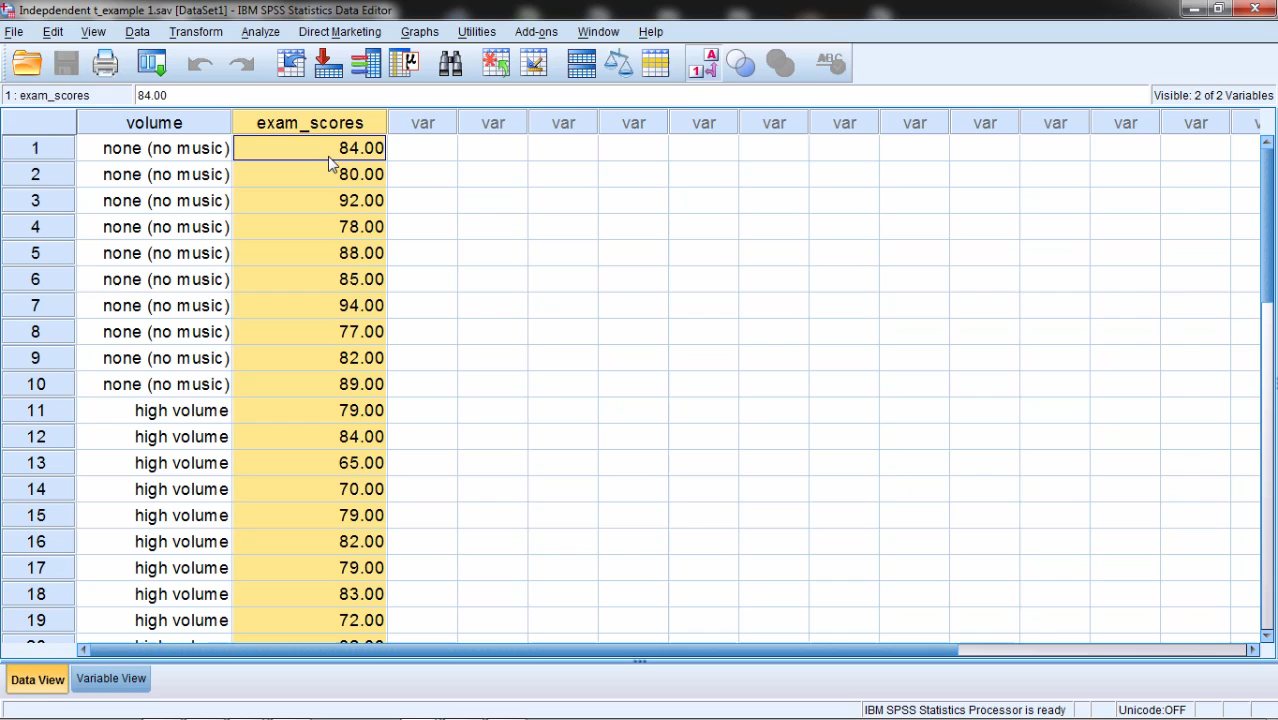 Indepdendent t_example 1.sav [DataSet1] - IBM SPSS Statistics Data Editor
File Edit View Data Transform Analyze Direct Marketing Graphs Utilities Add-ons Window Help
1 : exam_scores 84.00 Visible: 2 of 2 Variables
volume exam_scores var var var var var var var var var var var var
1 none (no music) 84.00
2 none (no music) 80.00
3 none (no music) 92.00
4 none (no music) 78.00
5 none (no music) 88.00
6 none (no music) 85.00
7 none (no music) 94.00
8 none (no music) 77.00
9 none (no music) 82.00
10 none (no music) 89.00
11 high volume 79.00
12 high volume 84.00
13 high volume 65.00
14 high volume 70.00
15 high volume 79.00
16 high volume 82.00
17 high volume 79.00
18 high volume 83.00
19 high volume 72.00
Data View Variable View
IBM SPSS Statistics Processor is ready Unicode:OFF